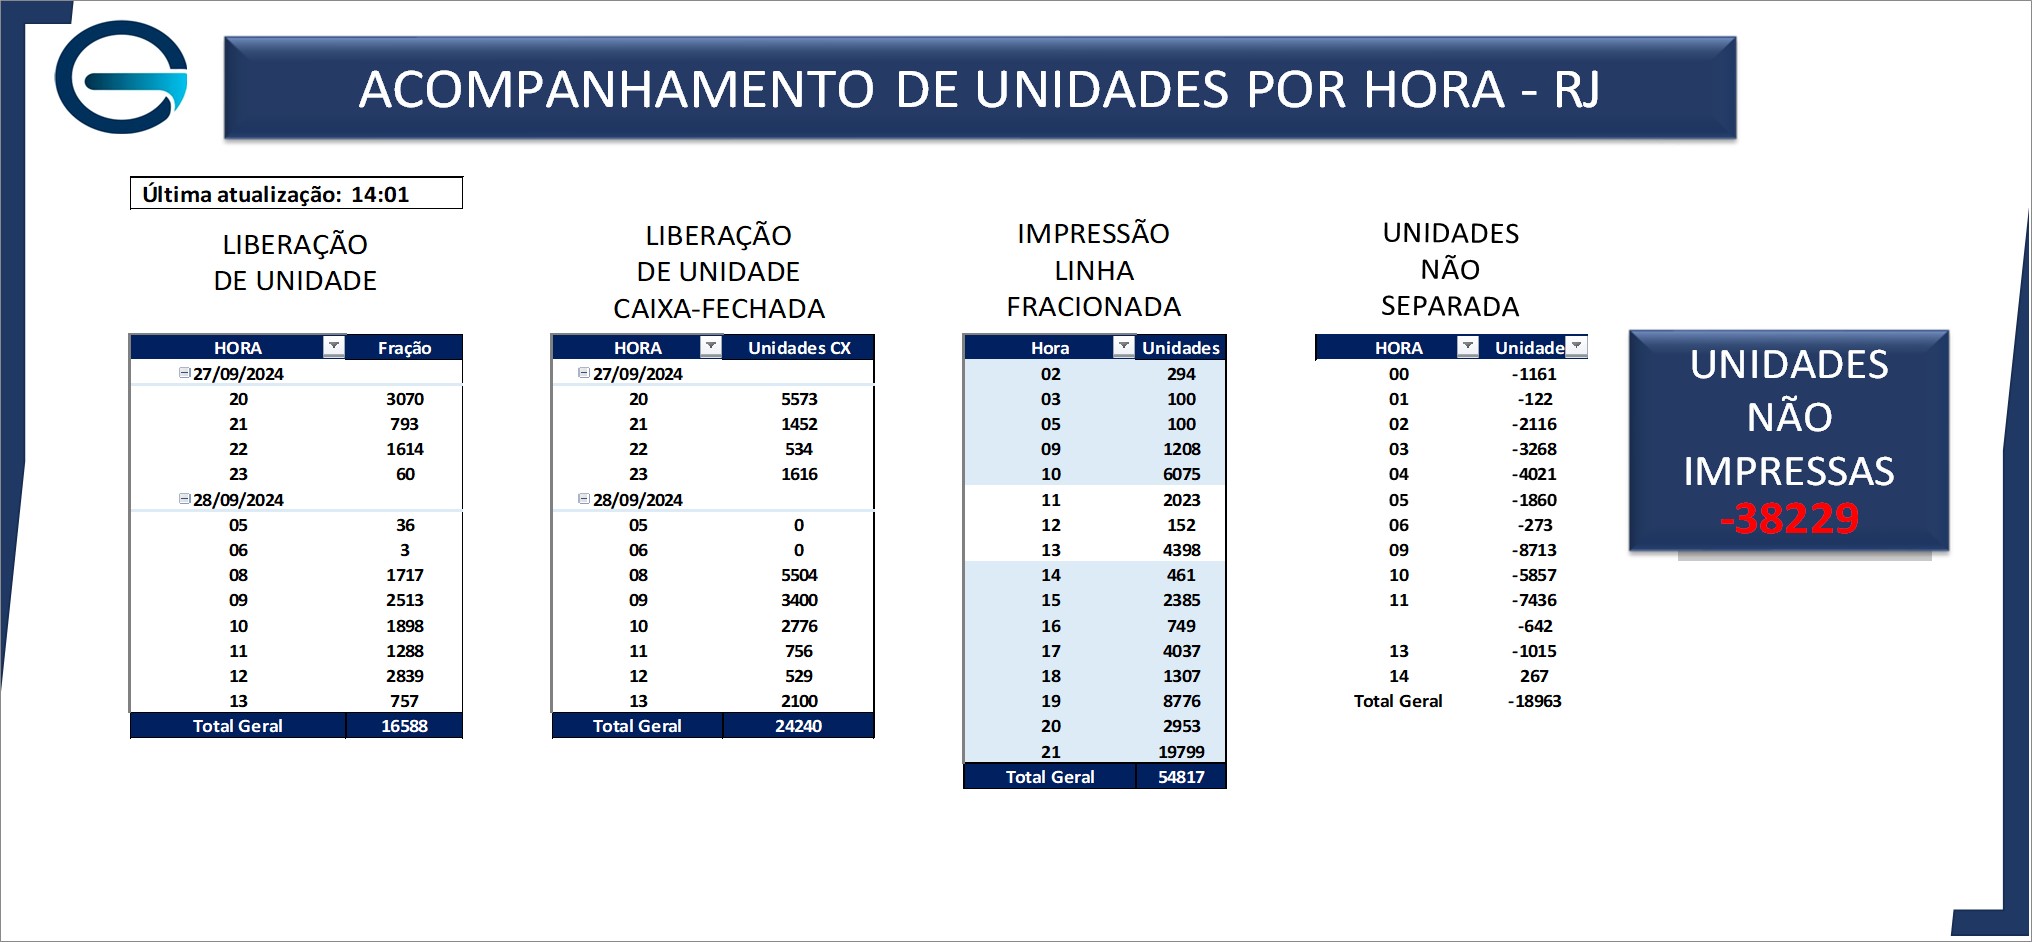 ACOMPANHAMENTO DE UNIDADES POR HORA - RJ
Última atualização: 14:01
LIBERAÇÃO
DE UNIDADE
HORA Fração
27/09/2024
20 3070
21 793
22 1614
23 60
28/09/2024
05 36
06 3
08 1717
09 2513
10 1898
11 1288
12 2839
13 757
Total Geral 16588
LIBERAÇÃO
DE UNIDADE
CAIXA-FECHADA
HORA Unidades CX
27/09/2024
20 5573
21 1452
22 534
23 1616
28/09/2024
05 0
06 0
08 5504
09 3400
10 2776
11 756
12 529
13 2100
Total Geral 24240
IMPRESSÃO
LINHA
FRACIONADA
Hora Unidades
02 294
03 100
05 100
09 1208
10 6075
11 2023
12 152
13 4398
14 461
15 2385
16 749
17 4037
18 1307
19 8776
20 2953
21 19799
Total Geral 54817
UNIDADES
NÃO
SEPARADA
HORA Unidade
00 -1161
01 -122
02 -2116
03 -3268
04 -4021
05 -1860
06 -273
09 -8713
10 -5857
11 -7436
-642
13 -1015
14 267
Total Geral -18963
UNIDADES
NÃO
IMPRESSAS
-38229